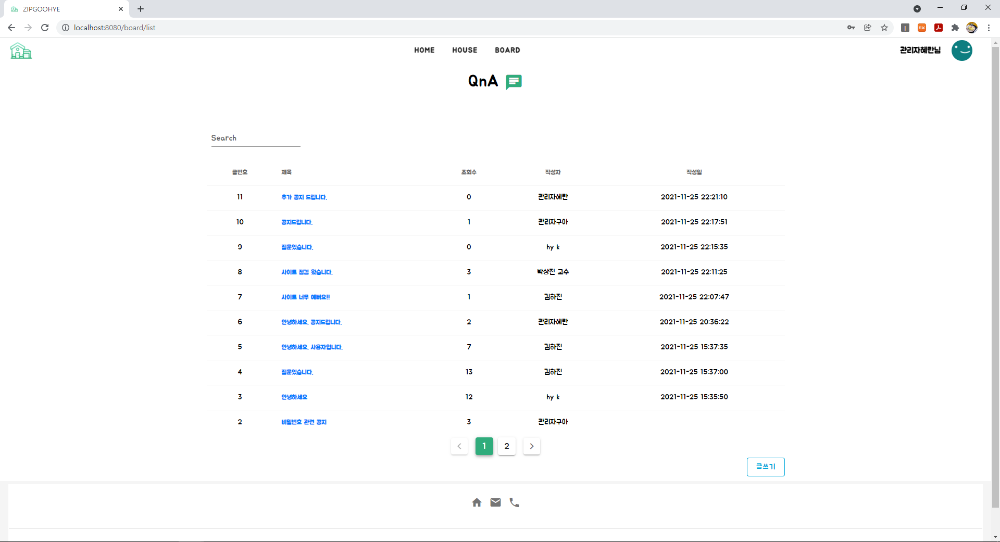 ZIPGOOHYE
localhost:8080/board/list
HOME HOUSE BOARD 관리자혜란님
QnA
Search
글번호 제목 조회수 작성자 작성일
11 추가 공지 드립니다. 0 관리자혜란 2021-11-25 22:21:10
10 공지드립니다. 1 관리자구아 2021-11-25 22:17:51
9 질문있습니다. 0 hy k 2021-11-25 22:15:35
8 사이트 점검 왔습니다. 3 박상진 교수 2021-11-25 22:11:25
7 사이트 너무 예뻐요!! 1 김하진 2021-11-25 22:07:47
6 안녕하세요. 공지드립니다. 2 관리자혜란 2021-11-25 20:36:22
5 안녕하세요. 사용자입니다. 7 김하진 2021-11-25 15:37:35
4 질문있습니다. 13 김하진 2021-11-25 15:37:00
3 안녕하세요 12 hy k 2021-11-25 15:35:50
2 비밀번호 관련 공지 3 관리자구아
1 2
글쓰기